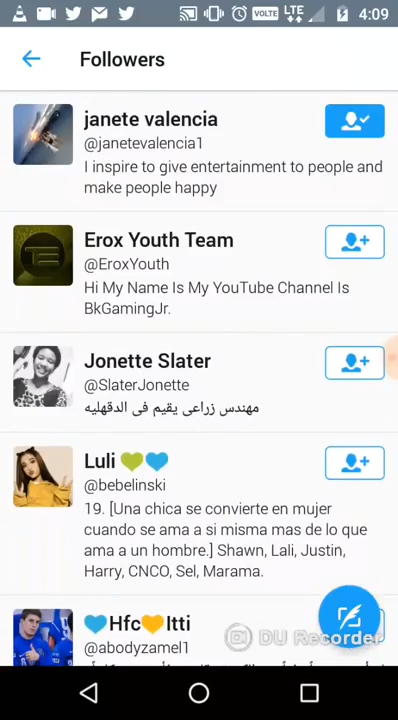 VOLTE LTE 4:09
Followers
janete valencia
@janetevalencia1
I inspire to give entertainment to people and
make people happy
Erox Youth Team
@EroxYouth
Hi My Name Is My YouTube Channel Is
BkGamingJr.
Jonette Slater
@SlaterJonette
مهندس زراعى يقيم فى الدقهليه
Luli 💚💙
@bebelinski
19. [Una chica se convierte en mujer
cuando se ama a si misma mas de lo que
ama a un hombre.] Shawn, Lali, Justin,
Harry, CNCO, Sel, Marama.
💙Hfc💛Itti
@abodyzamel1
DU Recorder